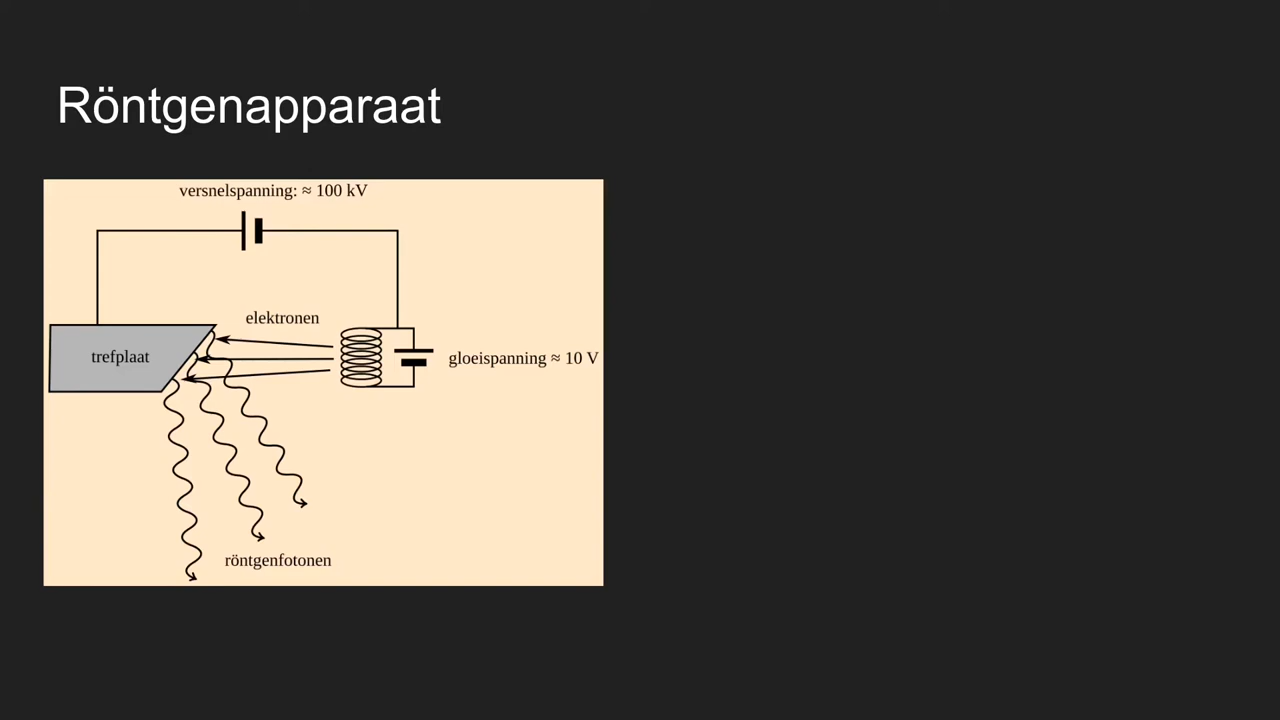 Röntgenapparaat
versnelspanning: ≈ 100 kV
elektronen
trefplaat
gloeispanning ≈ 10 V
röntgenfotonen